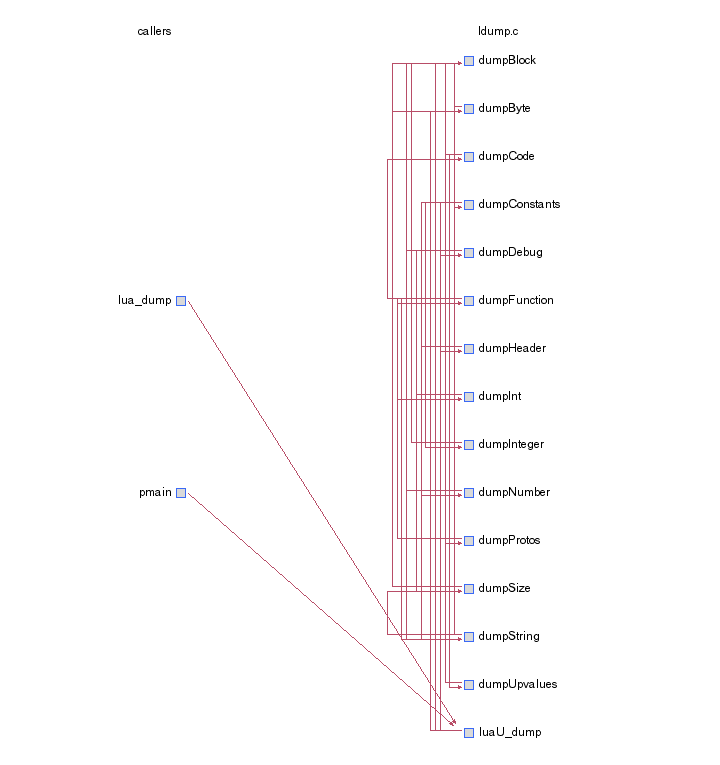 callers
ldump.c
dumpBlock
dumpByte
dumpCode
dumpConstants
dumpDebug
lua_dump
dumpFunction
dumpHeader
dumpInt
dumpInteger
pmain
dumpNumber
dumpProtos
dumpSize
dumpString
dumpUpvalues
luaU_dump